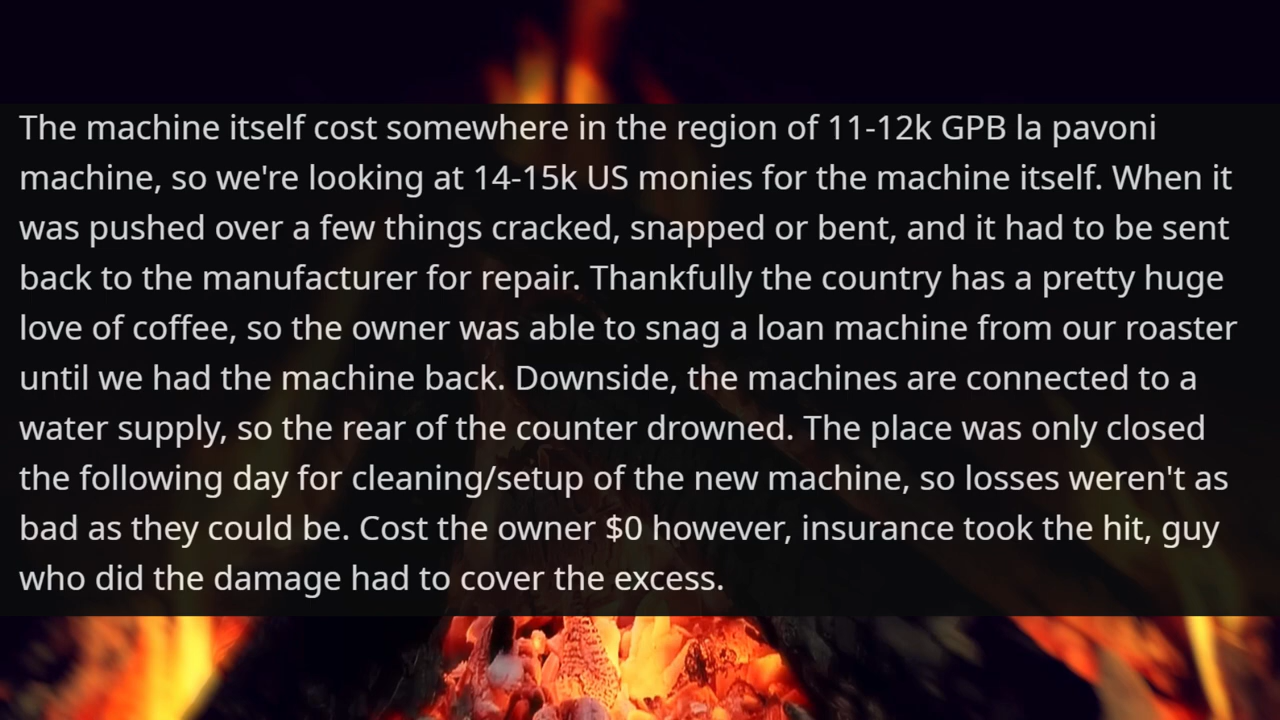 The machine itself cost somewhere in the region of 11-12k GPB la pavoni
machine, so we're looking at 14-15k US monies for the machine itself. When it
was pushed over a few things cracked, snapped or bent, and it had to be sent
back to the manufacturer for repair. Thankfully the country has a pretty huge
love of coffee, so the owner was able to snag a loan machine from our roaster
until we had the machine back. Downside, the machines are connected to a
water supply, so the rear of the counter drowned. The place was only closed
the following day for cleaning/setup of the new machine, so losses weren't as
bad as they could be. Cost the owner $0 however, insurance took the hit, guy
who did the damage had to cover the excess.